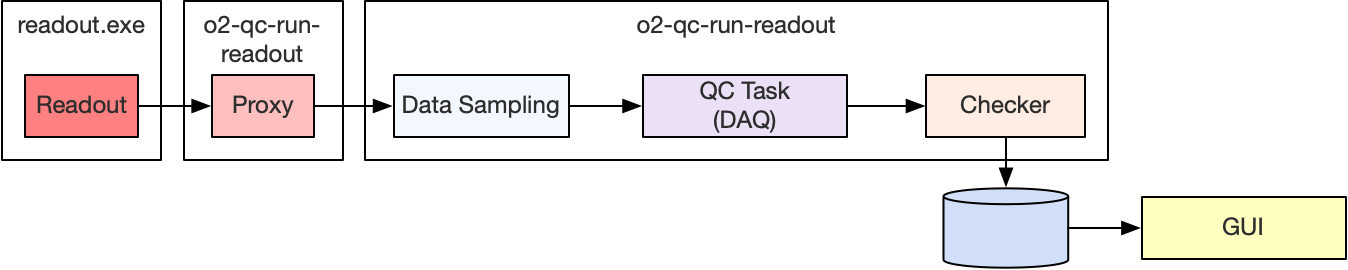 readout.exe
o2-qc-run-
readout
o2-qc-run-readout
Readout
Proxy
Data Sampling
QC Task
(DAQ)
Checker
GUI